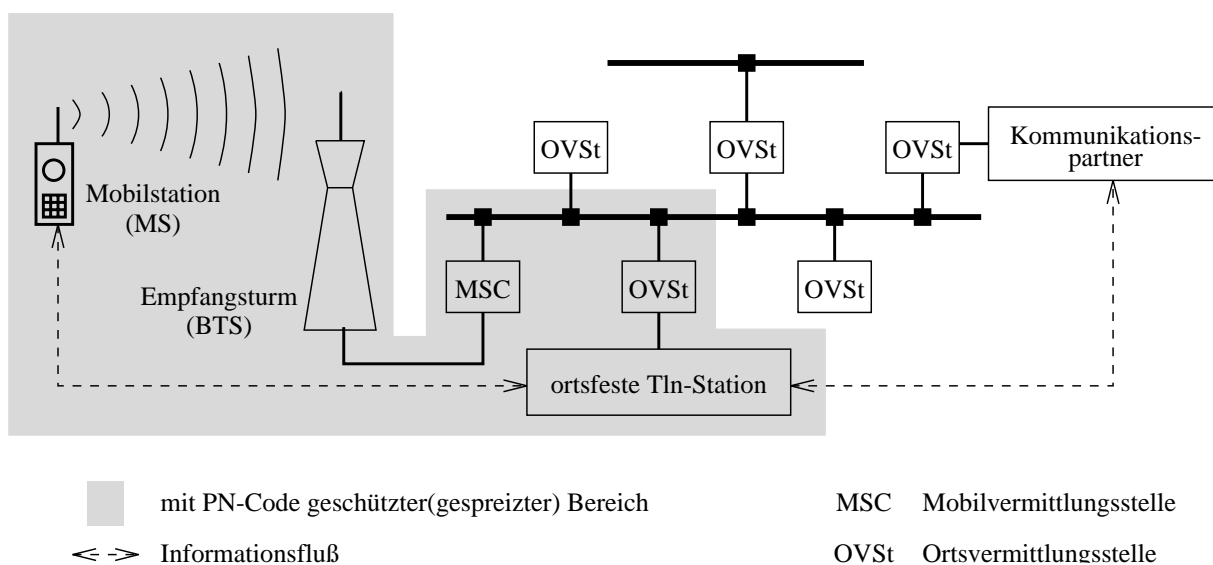 OVSt
OVSt
OVSt
Kommunikations-
partner
Mobilstation
(MS)
Empfangsturm
(BTS)
MSC
OVSt
OVSt
ortsfeste Tln-Station
mit PN-Code geschützter(gespreizter) Bereich
MSC Mobilvermittlungsstelle
Informationsfluß
OVSt Ortsvermittlungsstelle